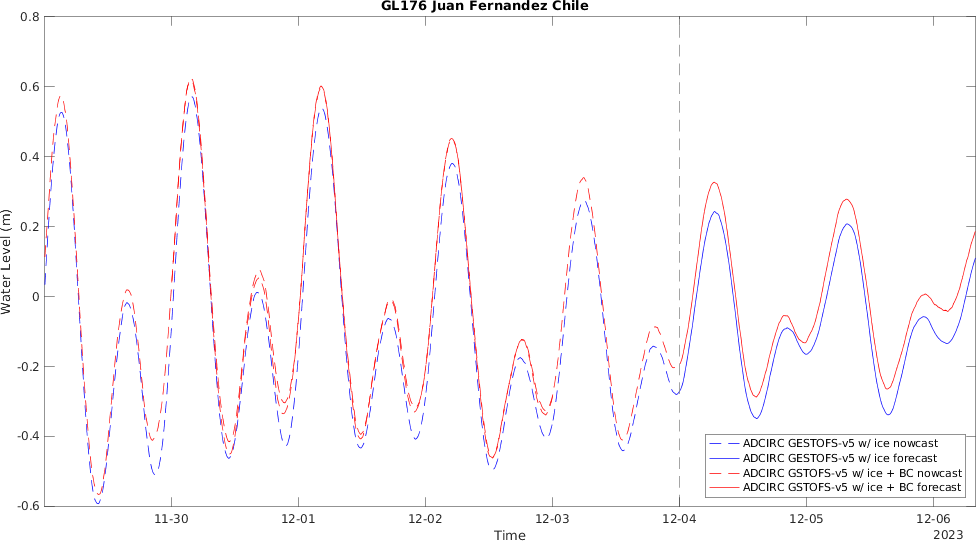 GL176 Juan Fernandez Chile
0.8
0.6
0.4
0.2
0
-0.2
-0.4
-0.6
Water Level (m)
ADCIRC GESTOFS-v5 w/ ice nowcast
ADCIRC GESTOFS-v5 w/ ice forecast
ADCIRC GSTOFS-v5 w/ ice + BC nowcast
ADCIRC GSTOFS-v5 w/ ice + BC forecast
11-30 12-01 12-02 12-03 12-04 12-05 12-06
Time
2023